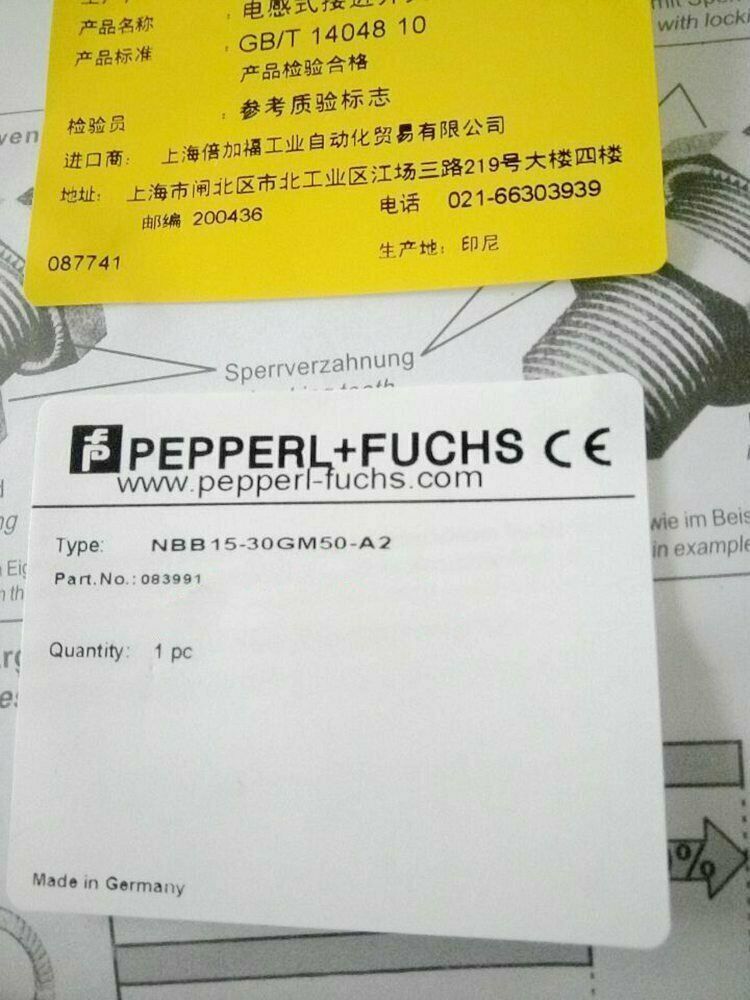 产品名称 : 电感式接近开
产品标准 : GB/T 14048 10
产品检验合格
检验员 : 参考质验标志
进口商: 上海倍加福工业自动化贸易有限公司
地址: 上海市闸北区市北工业区江场三路219号大楼四楼
邮编 200436 电话 021-66303939
087741 生产地: 印尼
mit Sperr
with locki
wen
Sperrverzahnung
teeth
PEPPERL+FUCHS CE
www.pepperl-fuchs.com
Type: NBB15-30GM50-A2
Part.No.: 083991
Quantity: 1 pc
Made in Germany
wie im Beis
in example
%